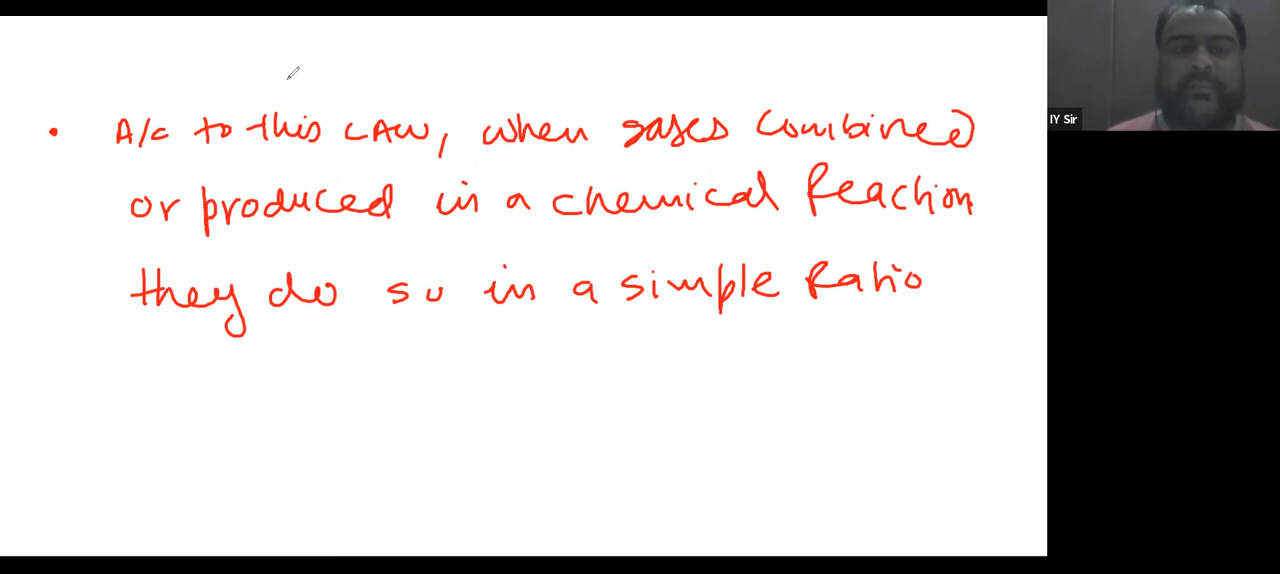 • A/c to this LAW, when gases combined
or produced in a chemical Reaction
they do so in a simple Ratio
IY Sir